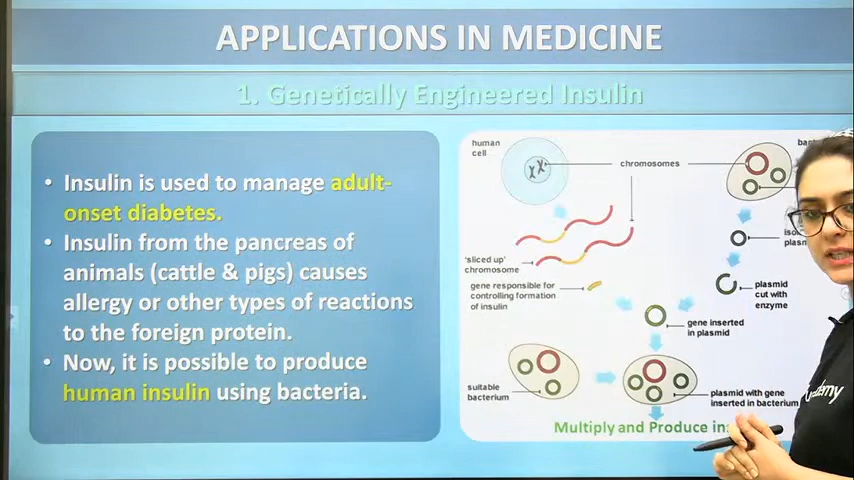 APPLICATIONS IN MEDICINE
1. Genetically Engineered Insulin
• Insulin is used to manage adult-
onset diabetes.
• Insulin from the pancreas of
animals (cattle & pigs) causes
allergy or other types of reactions
to the foreign protein.
• Now, it is possible to produce
human insulin using bacteria.
human
cell
chromosomes
'sliced up'
chromosome
gene responsible for
controlling formation
of insulin
plasmid
cut with
enzyme
gene inserted
in plasmid
suitable
bacterium
plasmid with gene
inserted in bacterium
Multiply and Produce